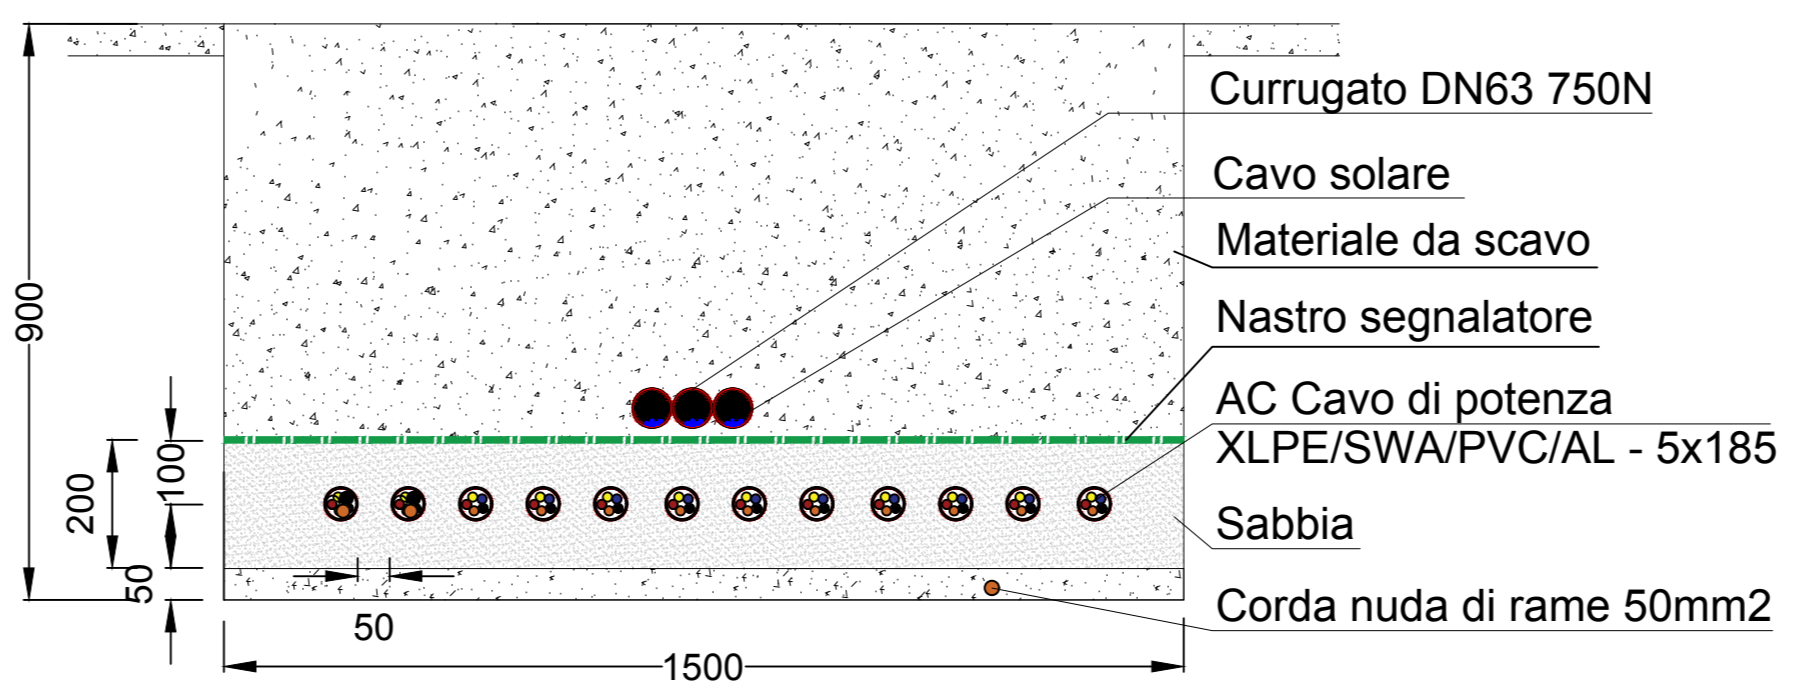 Currugato DN63 750N
Cavo solare
Materiale da scavo
Nastro segnalatore
AC Cavo di potenza
XLPE/SWA/PVC/AL - 5x185
Sabbia
Corda nuda di rame 50mm2
900
200
100
50
50
1500